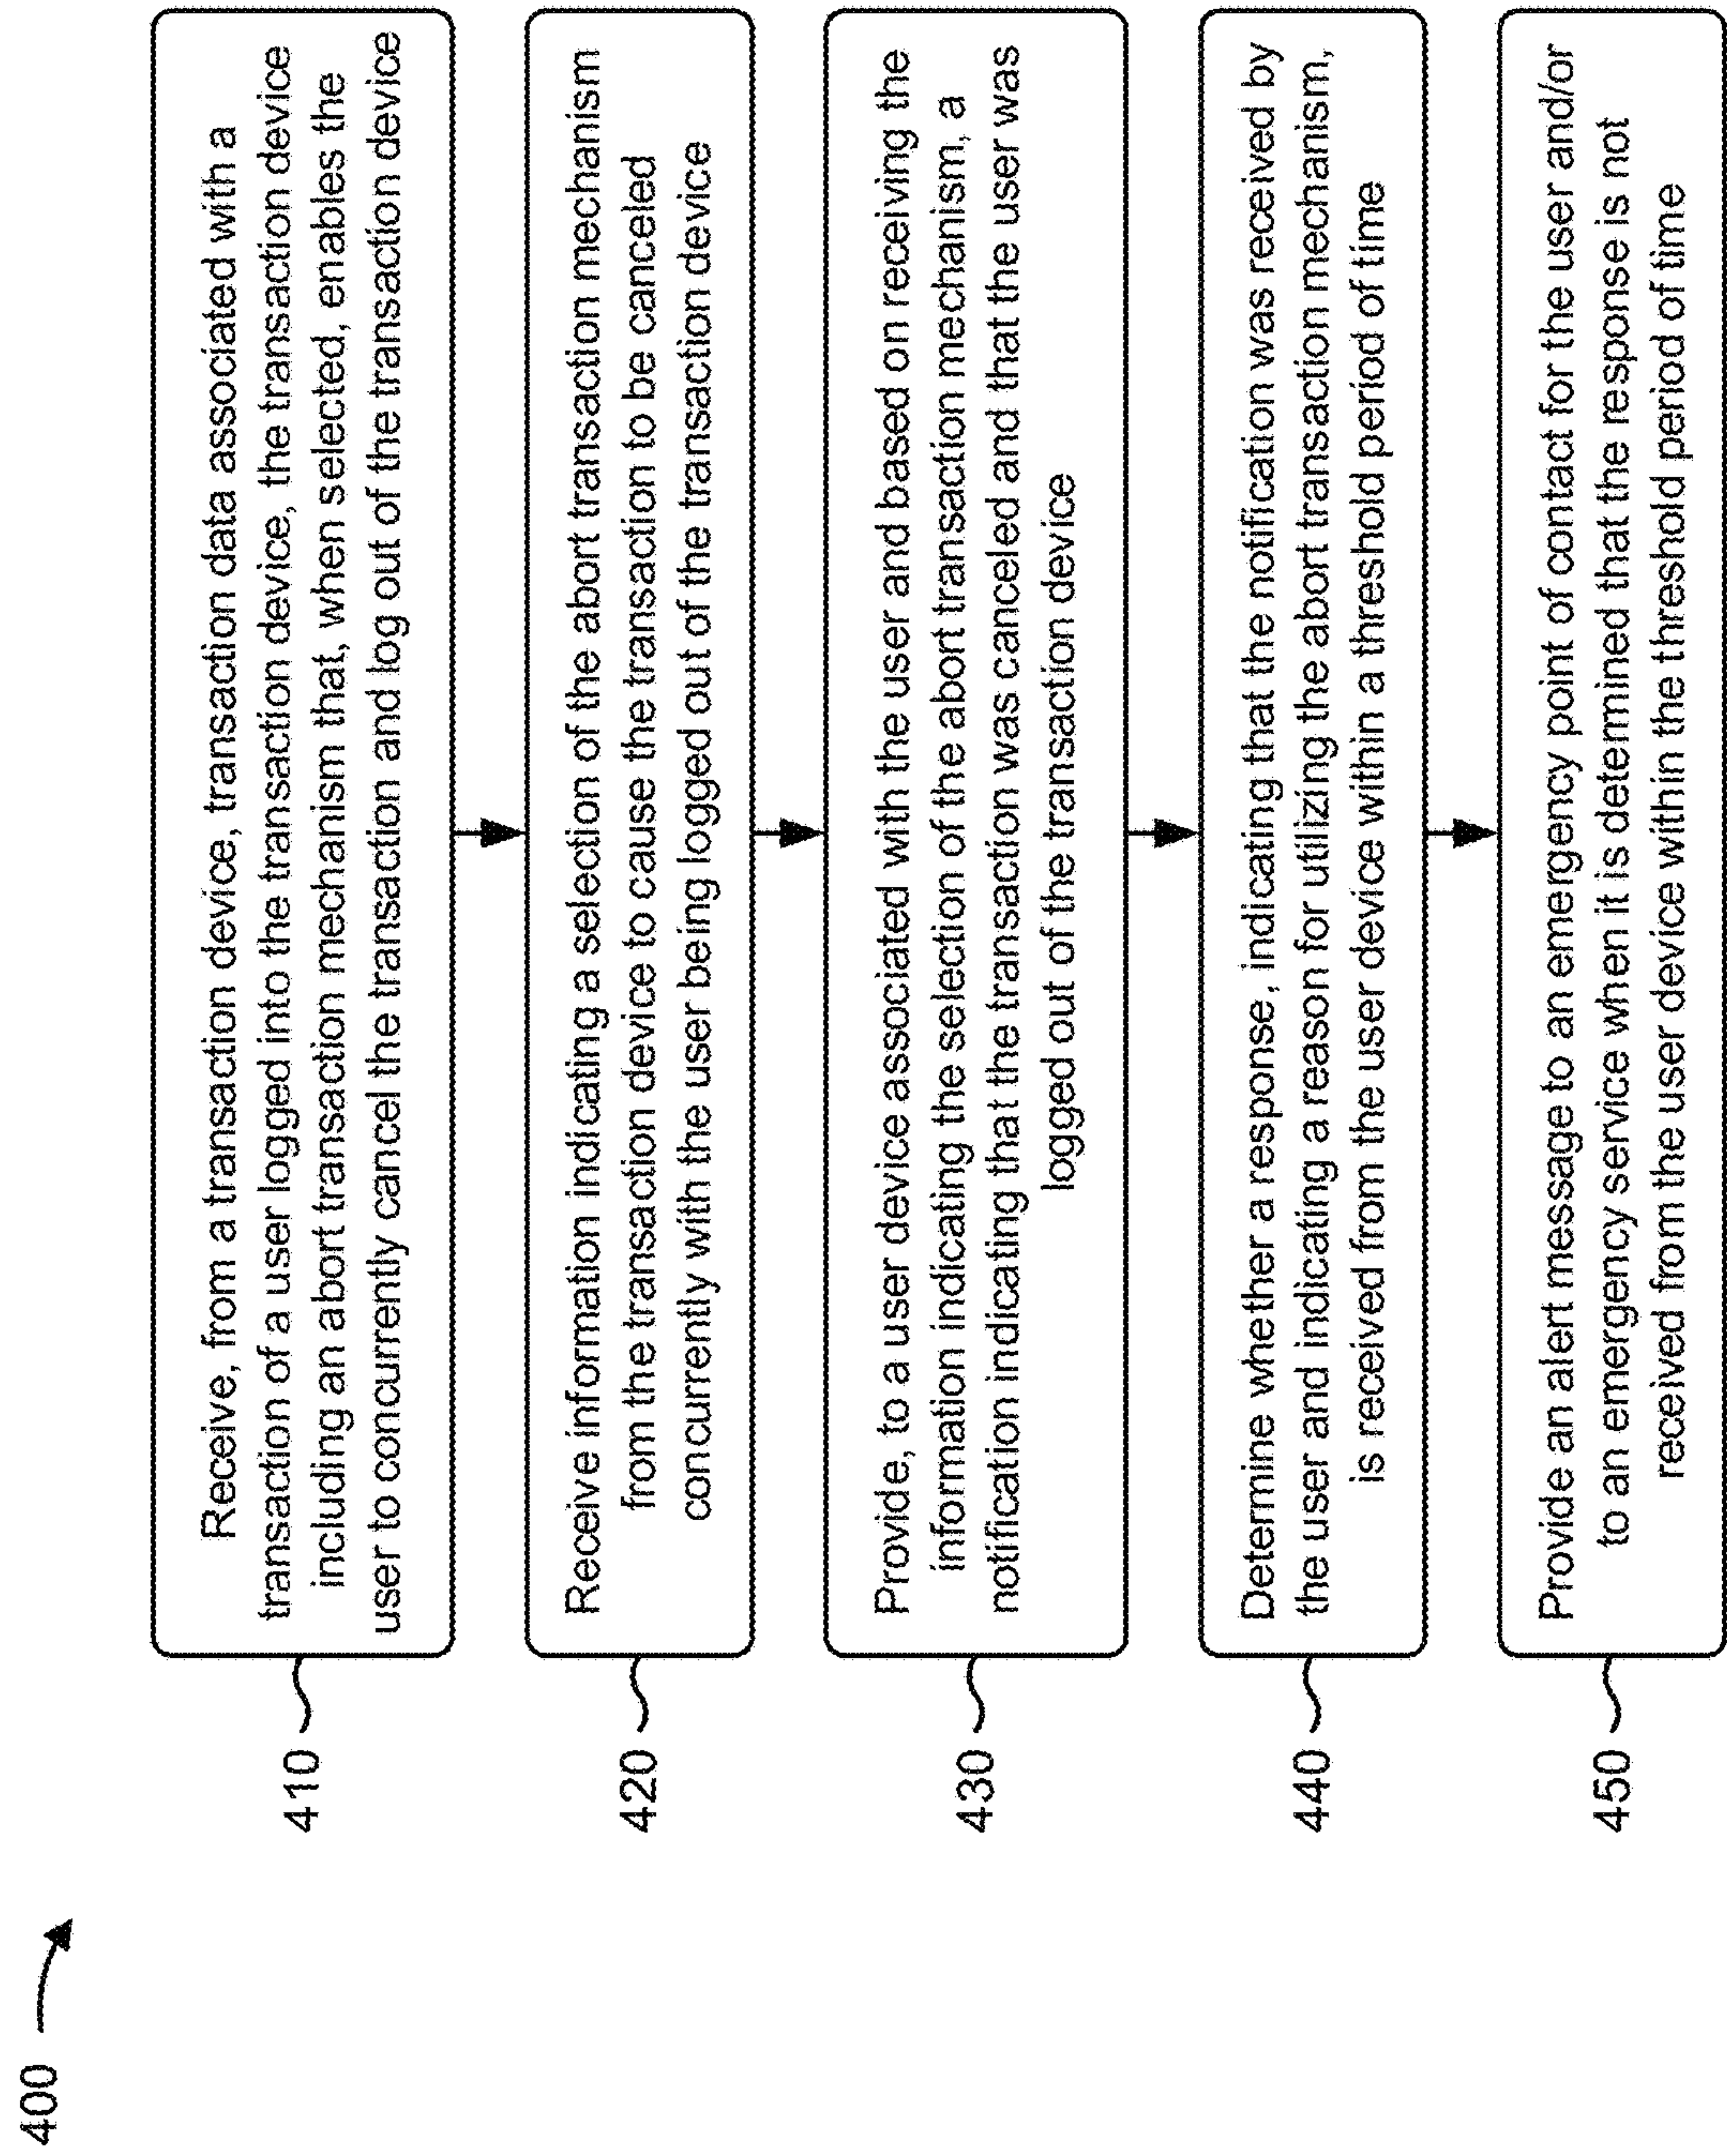 400
410
Receive, from a transaction device, transaction data associated with a
transaction of a user logged into the transaction device, the transaction device
including an abort transaction mechanism that, when selected, enables the
user to concurrently cancel the transaction and log out of the transaction device
420
Receive information indicating a selection of the abort transaction mechanism
from the transaction device to cause the transaction to be canceled
concurrently with the user being logged out of the transaction device
430
Provide, to a user device associated with the user and based on receiving the
information indicating the selection of the abort transaction mechanism, a
notification indicating that the transaction was canceled and that the user was
logged out of the transaction device
440
Determine whether a response, indicating that the notification was received by
the user and indicating a reason for utilizing the abort transaction mechanism,
is received from the user device within a threshold period of time
450
Provide an alert message to an emergency point of contact for the user and/or
to an emergency service when it is determined that the response is not
received from the user device within the threshold period of time